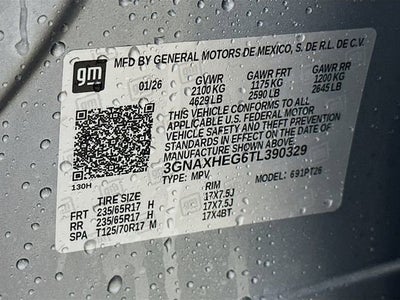 gm
MFD BY GENERAL MOTORS DE MEXICO, S. DE R.L. DE C.V.
01/26 GVWR GAWR FRT GAWR RR
2100 KG 1175 KG 1200 KG
4629 LB 2590 LB 2645 LB
THIS VEHICLE CONFORMS TO ALL
APPLICABLE U.S. FEDERAL MOTOR
VEHICLE SAFETY AND THEFT PREVENTION
STANDARDS IN EFFECT ON THE DATE OF
MANUFACTURE SHOWN ABOVE.
3GNAXHEG6TL390329
130H TYPE: MPV MODEL: 691PT26
TIRE SIZE RIM
FRT 235/65R17 H 17X7.5J
RR 235/65R17 H 17X7.5J
SPA T125/70R17 M 17X4BT